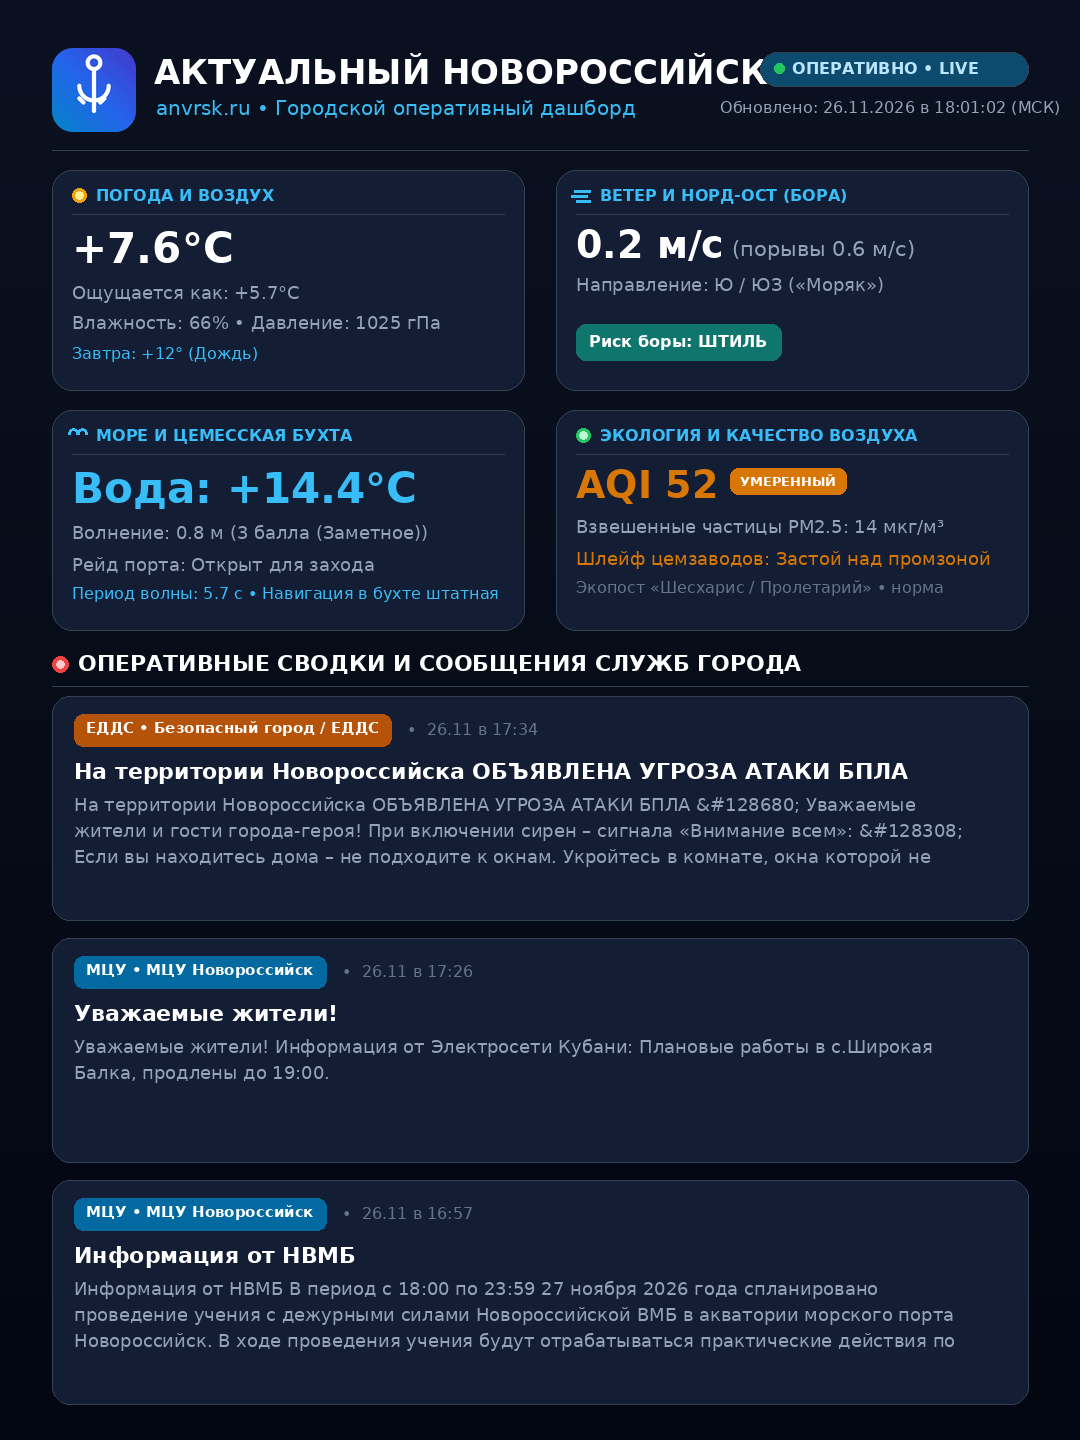 АКТУАЛЬНЫЙ НОВОРОССИЙСК
ОПЕРАТИВНО • LIVE
anvrsk.ru • Городской оперативный дашборд
Обновлено: 26.11.2026 в 18:01:02 (МСК)
ПОГОДА И ВОЗДУХ
+7.6°C
Ощущается как: +5.7°C
Влажность: 66% • Давление: 1025 гПа
Завтра: +12° (Дождь)
ВЕТЕР И НОРД-ОСТ (БОРА)
0.2 м/с (порывы 0.6 м/с)
Направление: Ю / ЮЗ («Моряк»)
Риск боры: ШТИЛЬ
МОРЕ И ЦЕМЕССКАЯ БУХТА
Вода: +14.4°C
Волнение: 0.8 м (3 балла (Заметное))
Рейд порта: Открыт для захода
Период волны: 5.7 с • Навигация в бухте штатная
ЭКОЛОГИЯ И КАЧЕСТВО ВОЗДУХА
AQI 52 УМЕРЕННЫЙ
Взвешенные частицы PM2.5: 14 мкг/м³
Шлейф цемзаводов: Застой над промзоной
Экопост «Шесхарис / Пролетарий» • норма
ОПЕРАТИВНЫЕ СВОДКИ И СООБЩЕНИЯ СЛУЖБ ГОРОДА
ЕДДС • Безопасный город / ЕДДС • 26.11 в 17:34
На территории Новороссийска ОБЪЯВЛЕНА УГРОЗА АТАКИ БПЛА
На территории Новороссийска ОБЪЯВЛЕНА УГРОЗА АТАКИ БПЛА &#128680; Уважаемые
жители и гости города-героя! При включении сирен – сигнала «Внимание всем»: &#128308;
Если вы находитесь дома – не подходите к окнам. Укройтесь в комнате, окна которой не
МЦУ • МЦУ Новороссийск • 26.11 в 17:26
Уважаемые жители!
Уважаемые жители! Информация от Электросети Кубани: Плановые работы в с.Широкая
Балка, продлены до 19:00.
МЦУ • МЦУ Новороссийск • 26.11 в 16:57
Информация от НВМБ
Информация от НВМБ В период с 18:00 по 23:59 27 ноября 2026 года спланировано
проведение учения с дежурными силами Новороссийской ВМБ в акватории морского порта
Новороссийск. В ходе проведения учения будут отрабатываться практические действия по